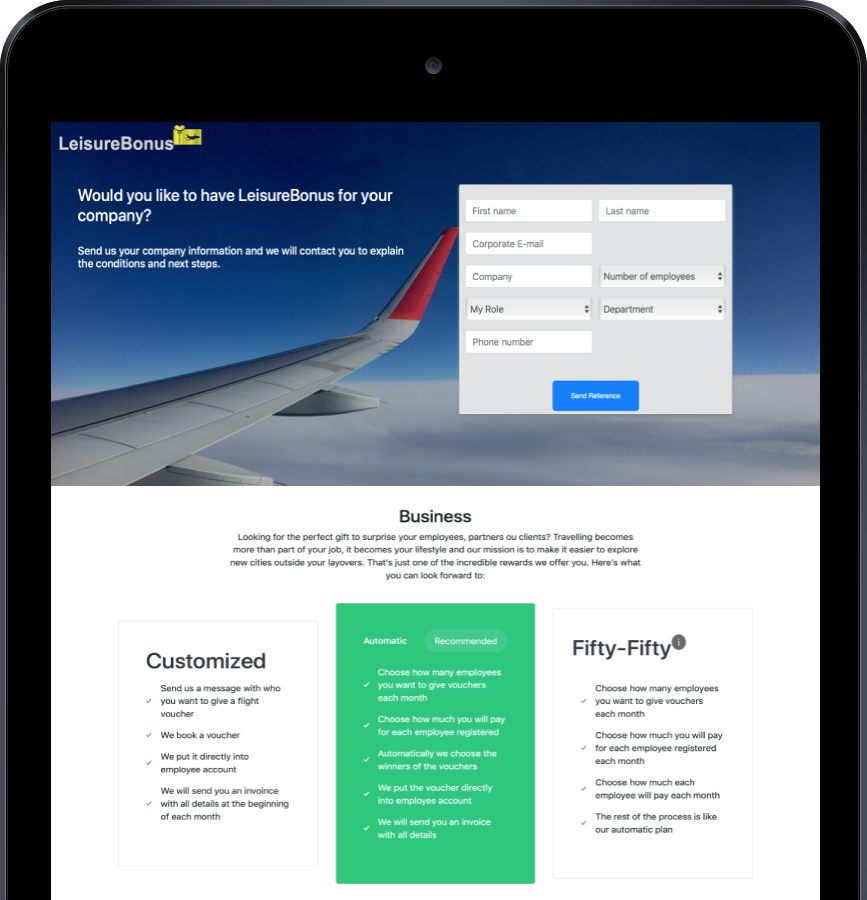 LeisureBonus
Would you like to have LeisureBonus for your
company?
Send us your company information and we will contact you to explain
the conditions and next steps.
First name
Last name
Corporate E-mail
Company
Number of employees
My Role
Department
Phone number
Send Reference
Business
Looking for the perfect gift to surprise your employees, partners ou clients? Travelling becomes
more than part of your job, it becomes your lifestyle and our mission is to make it easier to explore
new cities outside your layovers. That's just one of the incredible rewards we offer you. Here's what
you can look forward to:
Customized
Send us a message with who
you want to give a flight
voucher
We book a voucher
We put it directly into
employee account
We will send you an invoince
with all details at the beginning
of each month
Automatic
Recommended
Choose how many employees
you want to give vouchers
each month
Choose how much you will pay
for each employee registered
Automatically we choose the
winners of the vouchers
We put the voucher directly
into employee account
We will send you an invoice
with all details
Fifty-Fifty
i
Choose how many employees
you want to give vouchers
each month
Choose how much you will pay
for each employee registered
each month
Choose how much each
employee will pay each month
The rest of the process is like
our automatic plan